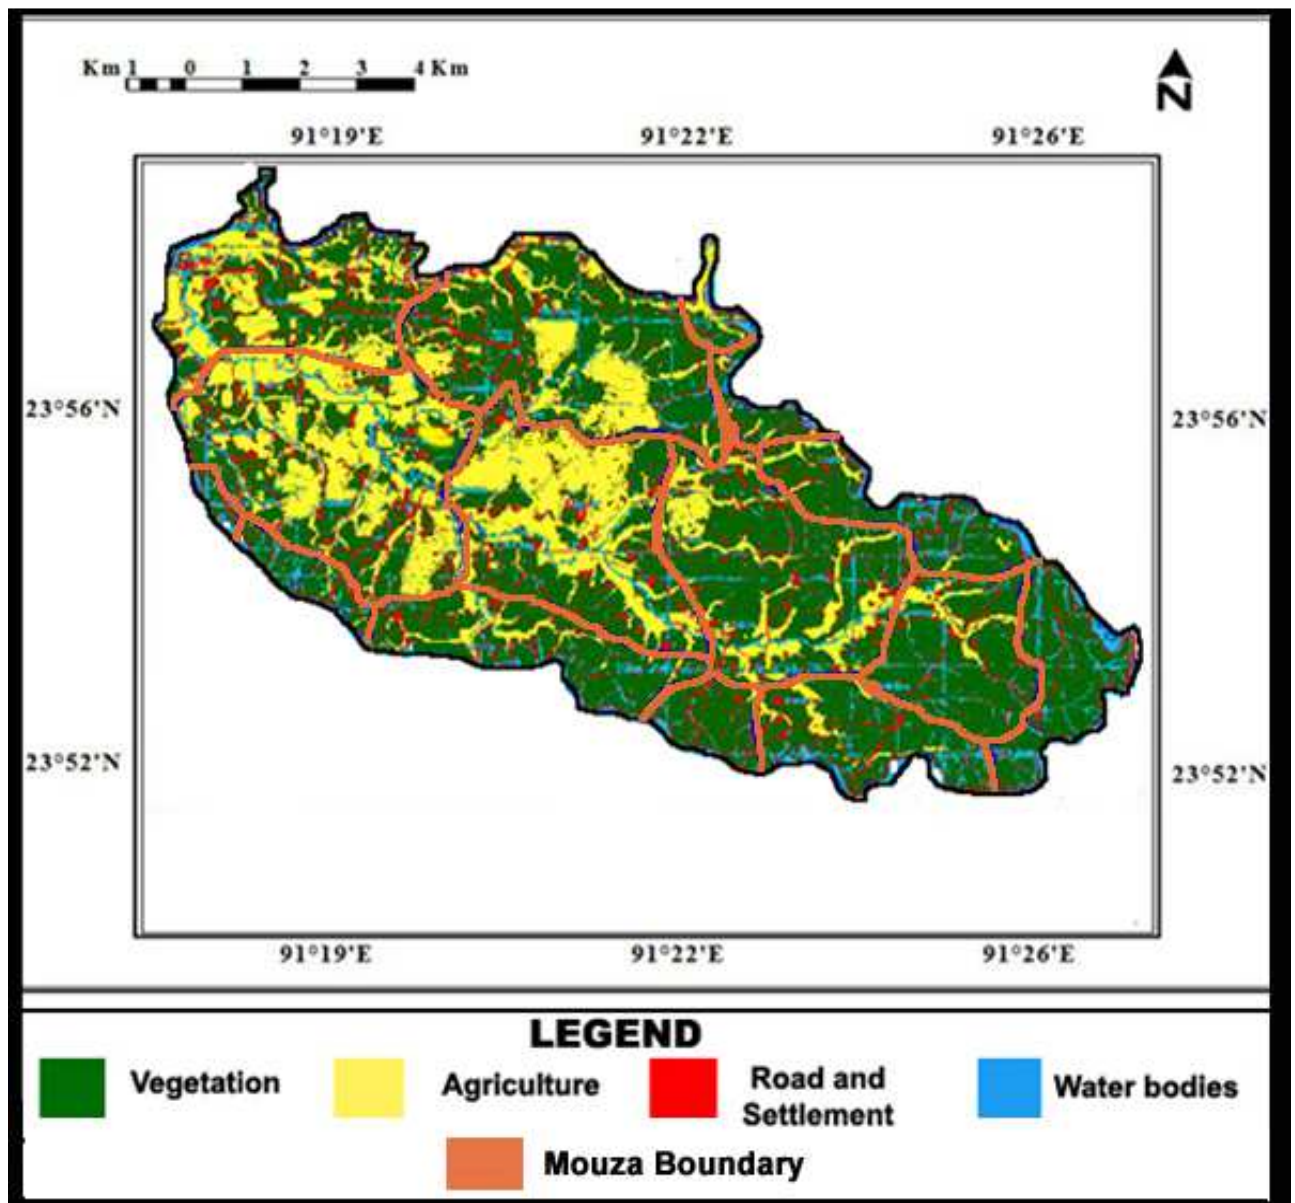 Km 1 0 1 2 3 4 Km
N
91°19'E 91°22'E 91°26'E
23°56'N 23°56'N
23°52'N 23°52'N
91°19'E 91°22'E 91°26'E
LEGEND
Vegetation Agriculture Road and Settlement Water bodies
Mouza Boundary